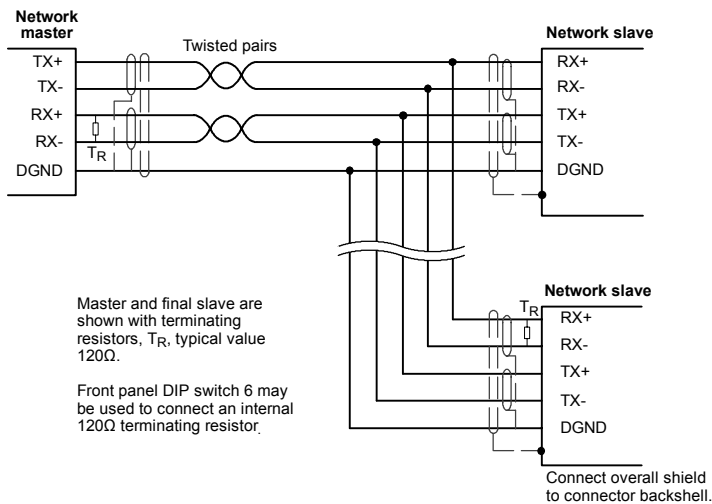 Network
master
TX+
TX-
RX+
RX-
TR
DGND
Twisted pairs
Network slave
RX+
RX-
TX+
TX-
DGND
Master and final slave are
shown with terminating
resistors, TR, typical value
120Ω.
Front panel DIP switch 6 may
be used to connect an internal
120Ω terminating resistor.
Network slave
TR
RX+
RX-
TX+
TX-
DGND
Connect overall shield
to connector backshell.